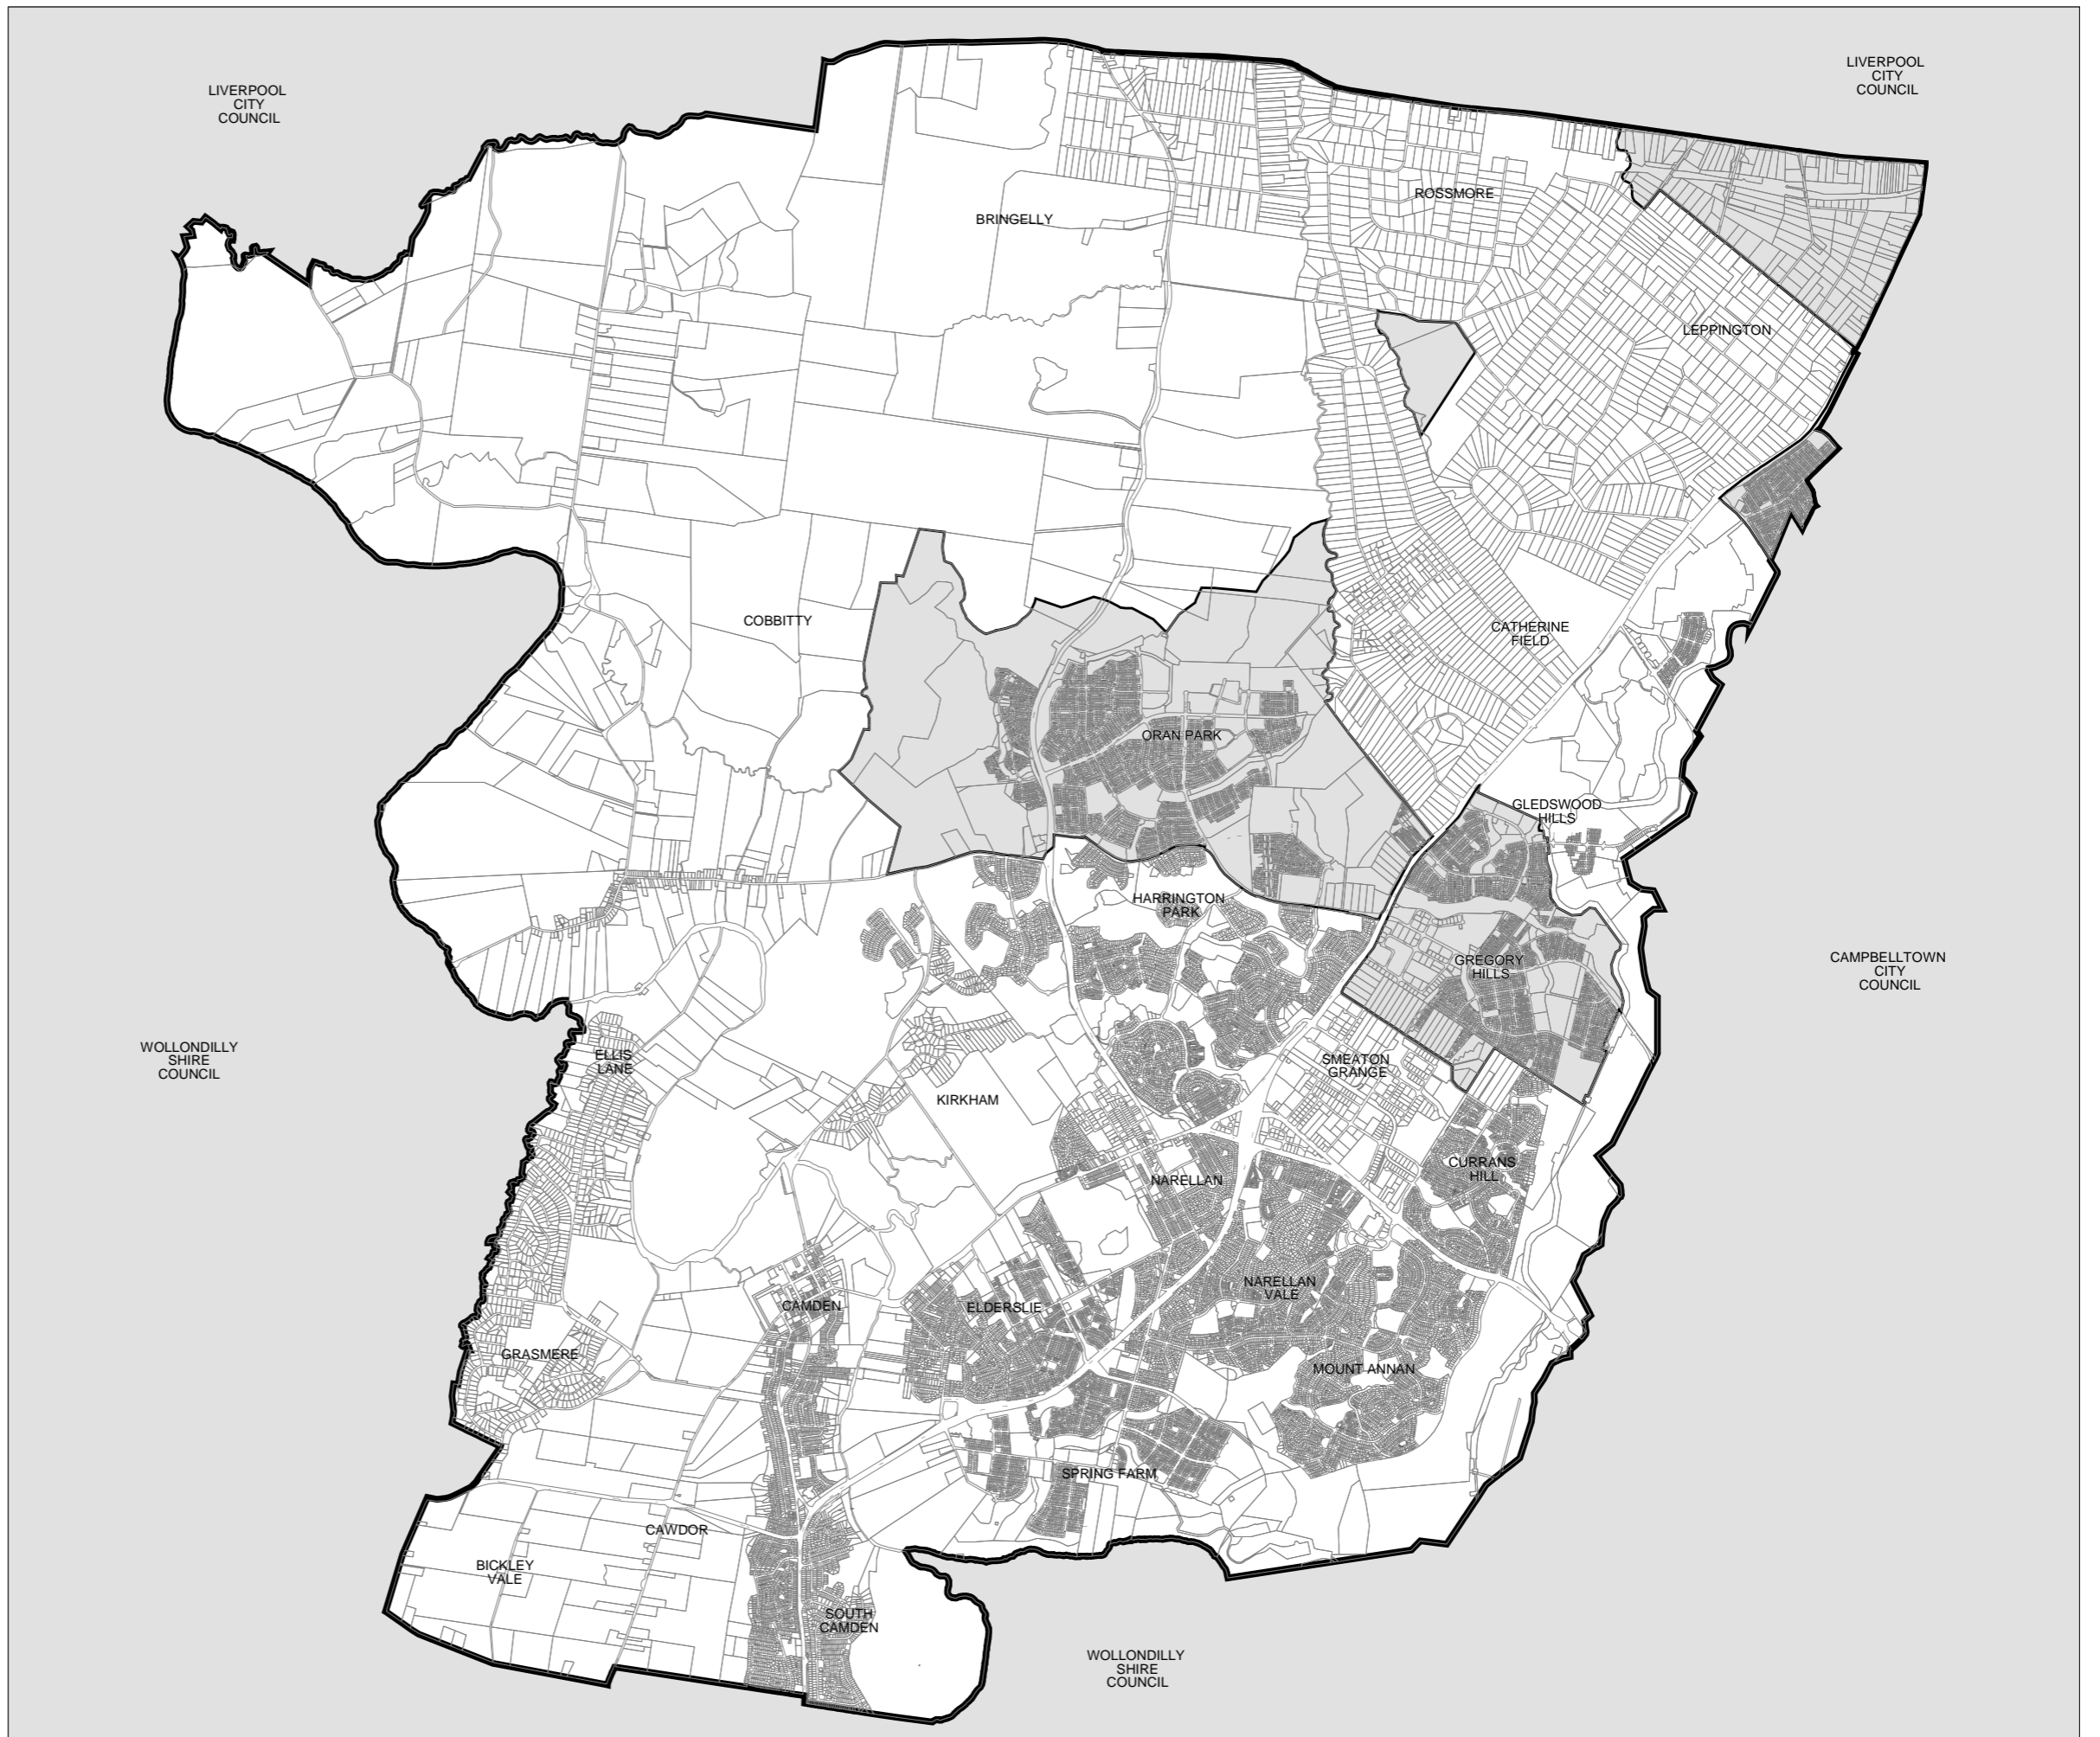 LIVERPOOL
CITY
COUNCIL
LIVERPOOL
CITY
COUNCIL
BRINGELLY
ROSSMORE
LEPPINGTON
COBBITTY
CATHERINE
FIELD
ORAN PARK
GLEDSWOOD
HILLS
HARRINGTON
PARK
GREGORY
HILLS
CAMPBELLTOWN
CITY
COUNCIL
WOLLONDILLY
SHIRE
COUNCIL
ELLIS
LANE
SMEATON
GRANGE
KIRKHAM
CURRANS
HILL
NARELLAN
NARELLAN
VALE
CAMDEN
ELDERSLIE
GRASMERE
MOUNT ANNAN
SPRING FARM
CAWDOR
BICKLEY
VALE
SOUTH
CAMDEN
WOLLONDILLY
SHIRE
COUNCIL